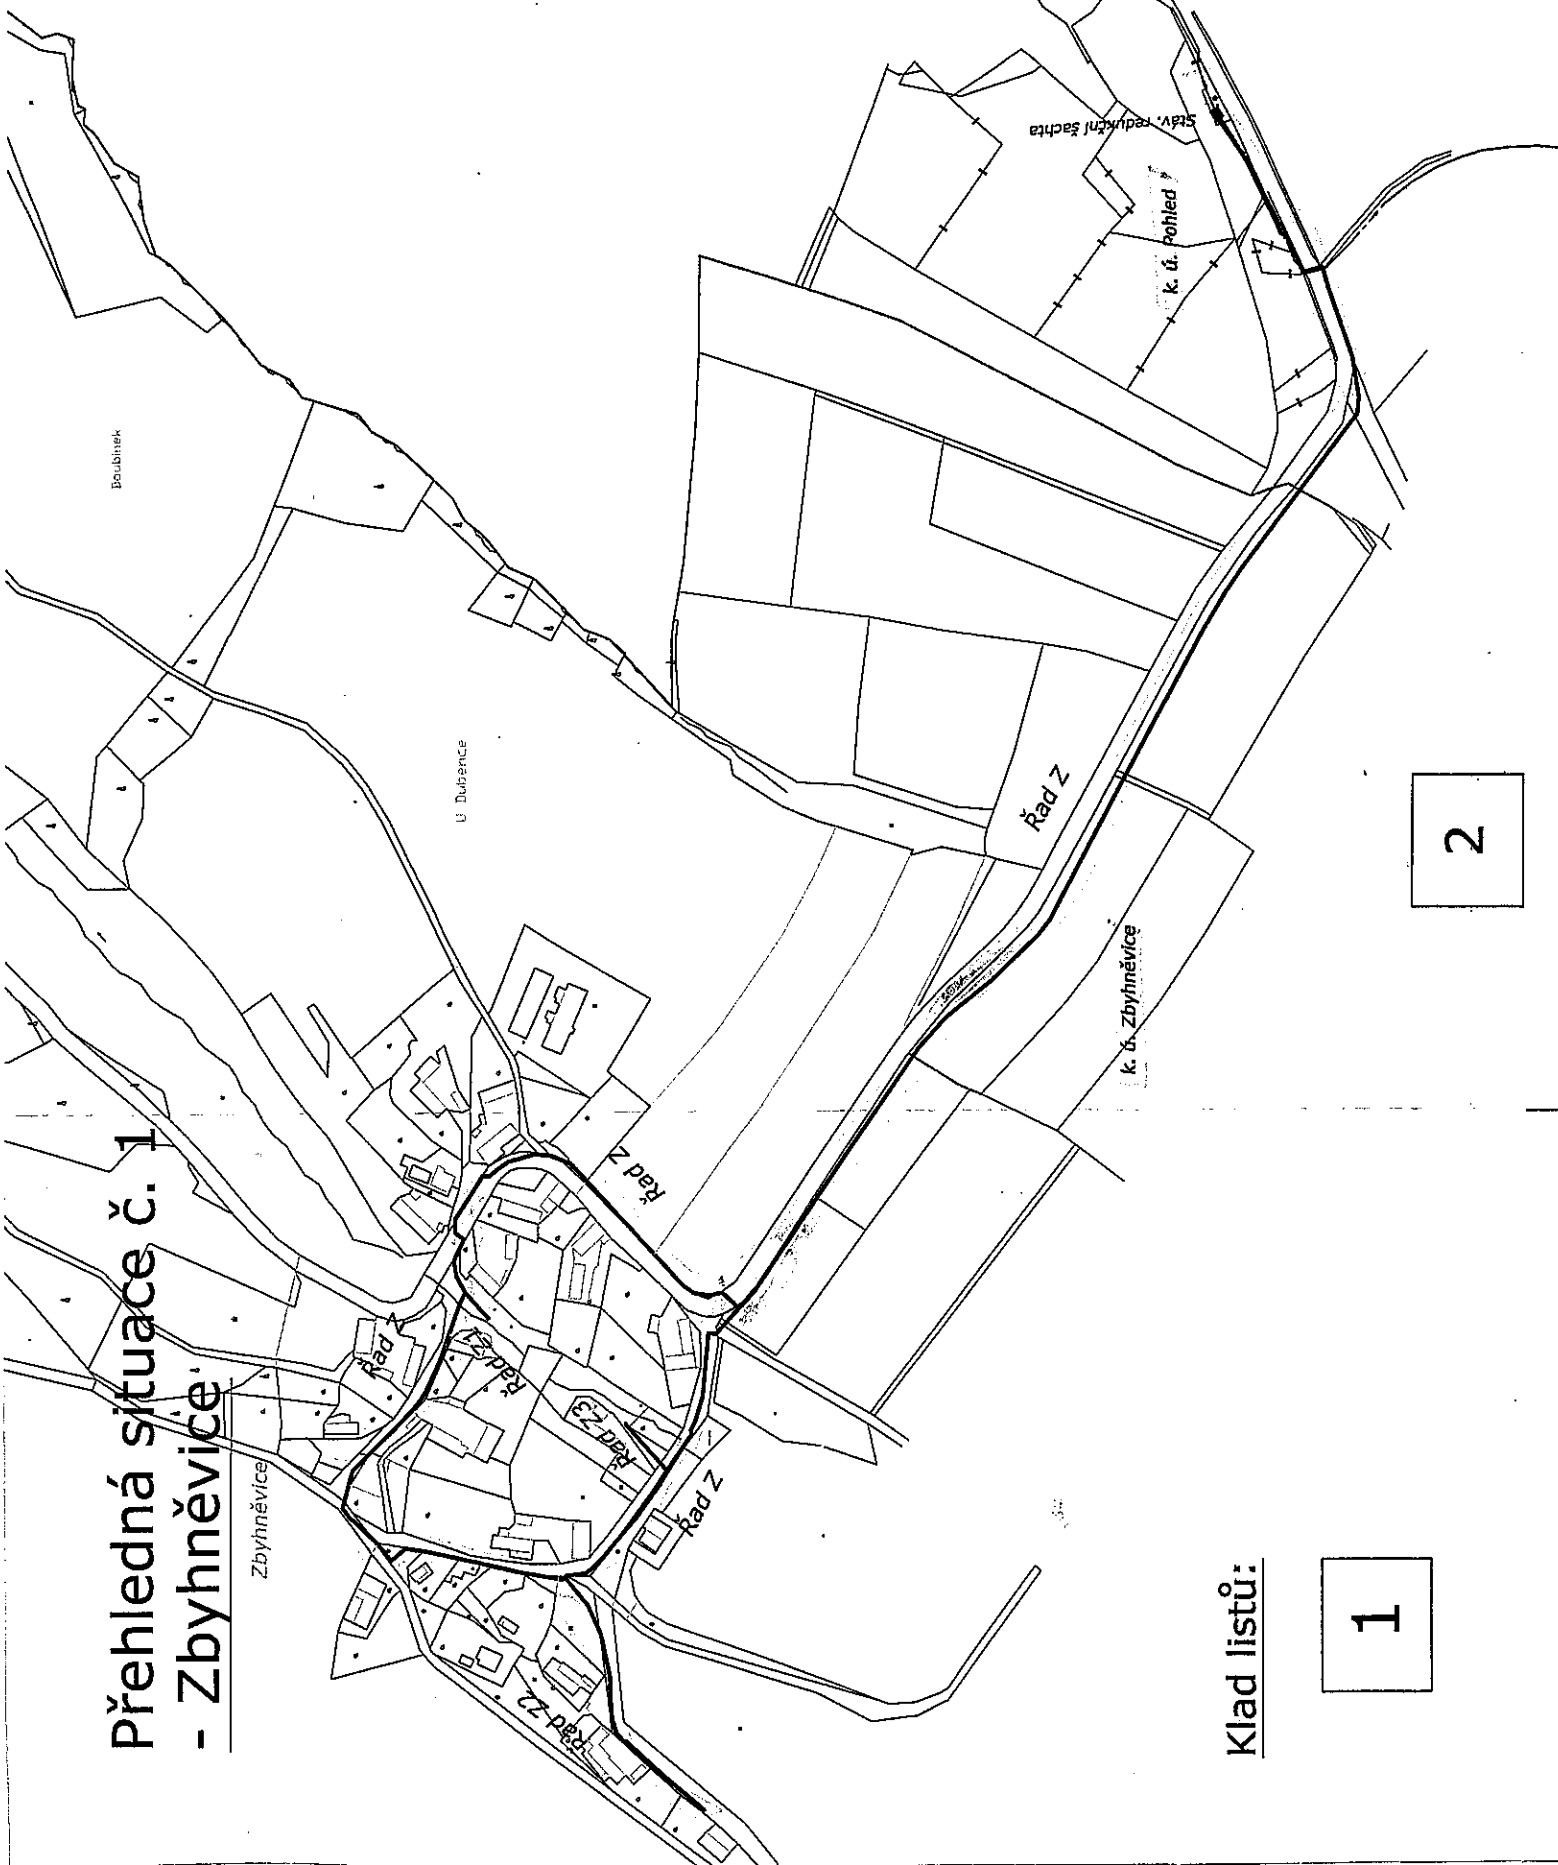 Přehledná situace č. 1
- Zbyhněvice
Zbyhněvice
Doubínek
U Dubence
Řad Z
Řad Z1
Řad Z
Řad Z3
Řad Z
Řad Z2
Řad Z
Stáv. redukční šachta
k. ú. Pohled
k. ú. Zbyhněvice
Klad listů:
1
2